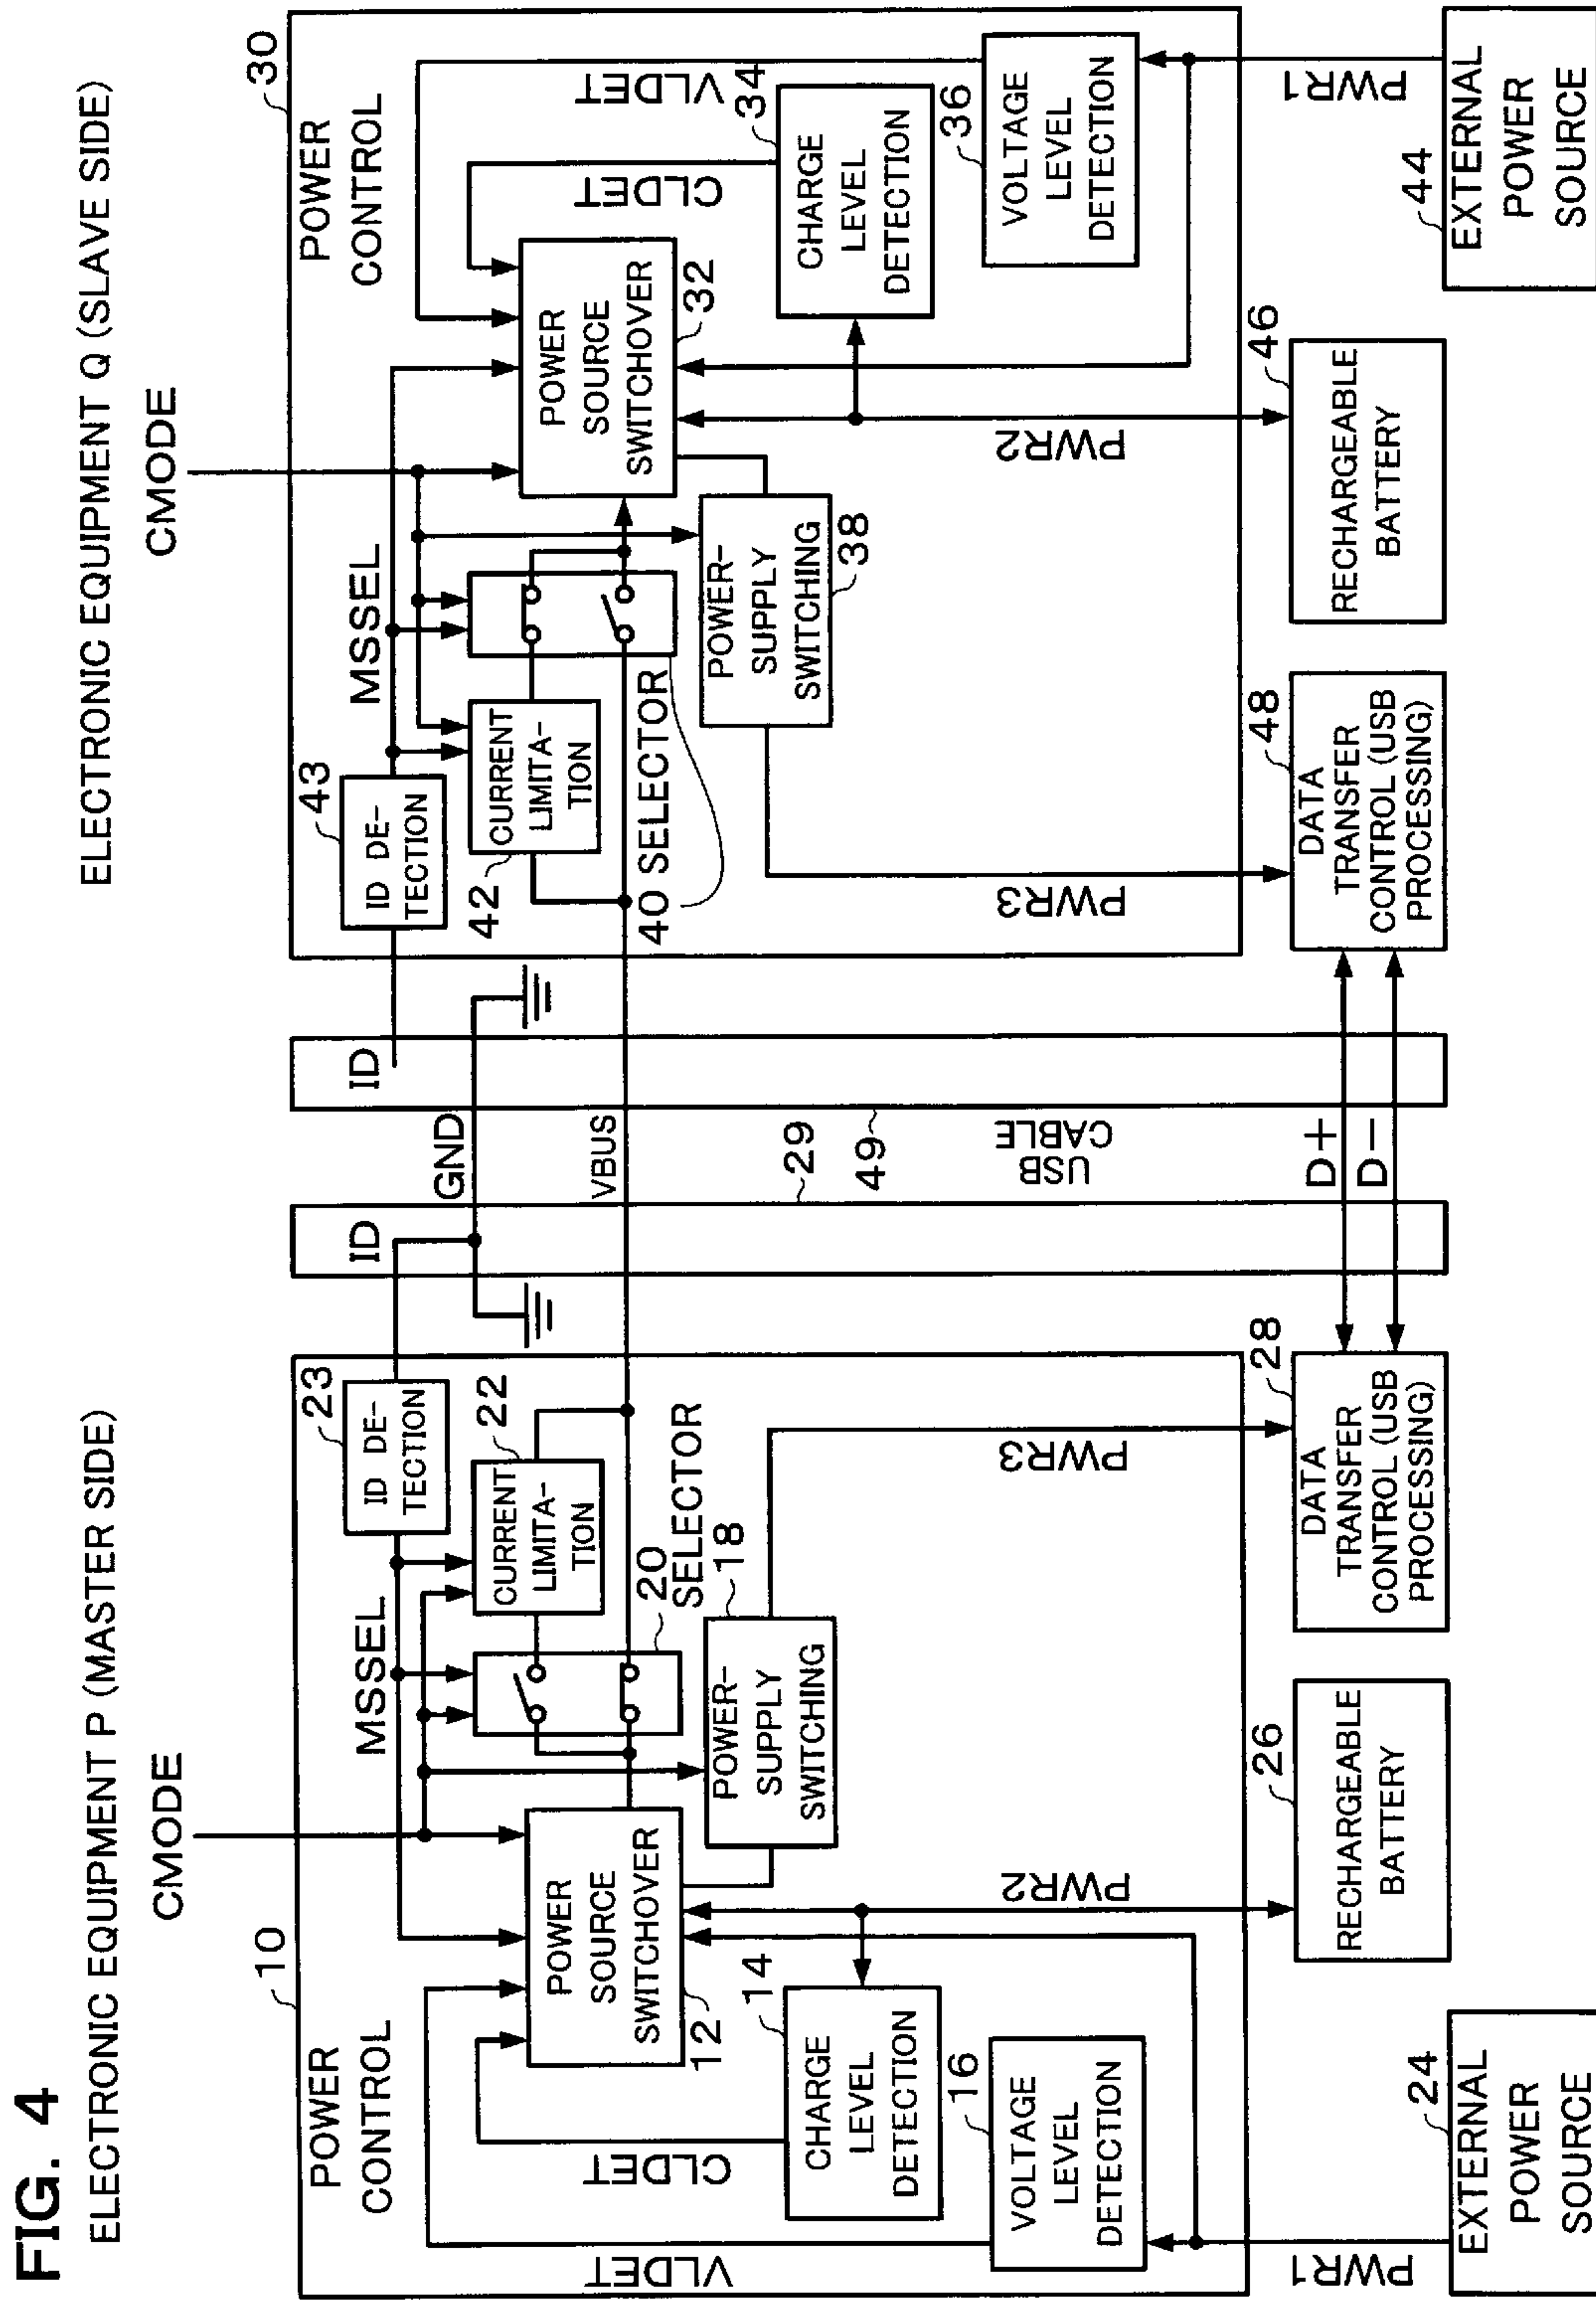 FIG. 4
ELECTRONIC EQUIPMENT P (MASTER SIDE)
CMODE
10
POWER
CONTROL
MSSEL
23
ID DE-
TECTION
22
CURRENT
LIMITA-
TION
20
SELECTOR
POWER
SOURCE
SWITCHOVER
12
18
POWER-
SUPPLY
SWITCHING
VLDET
CLDET
14
CHARGE
LEVEL
DETECTION
16
VOLTAGE
LEVEL
DETECTION
PWR1
PWR2
PWR3
24
EXTERNAL
POWER
SOURCE
26
RECHARGEABLE
BATTERY
28
DATA
TRANSFER
CONTROL (USB
PROCESSING)
ID
GND
VBUS
29
49
USB
CABLE
D+
D-
ID
ELECTRONIC EQUIPMENT Q (SLAVE SIDE)
CMODE
30
POWER
CONTROL
MSSEL
43
ID DE-
TECTION
42
CURRENT
LIMITA-
TION
40 SELECTOR
POWER
SOURCE
SWITCHOVER
32
38
POWER-
SUPPLY
SWITCHING
VLDET
CLDET
34
CHARGE
LEVEL
DETECTION
36
VOLTAGE
LEVEL
DETECTION
PWR3
PWR2
PWR1
48
DATA
TRANSFER
CONTROL (USB
PROCESSING)
46
RECHARGEABLE
BATTERY
44
EXTERNAL
POWER
SOURCE